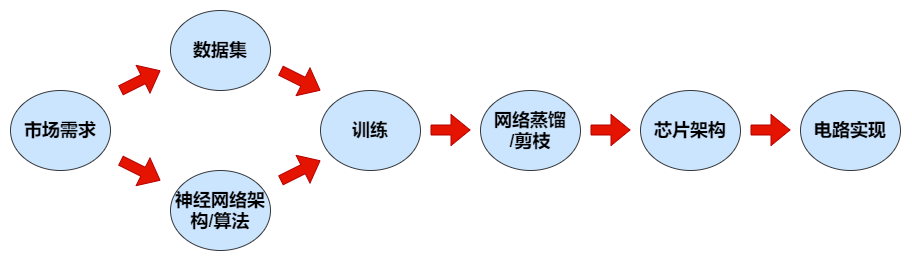 数据集
市场需求
训练
网络蒸馏
/剪枝
芯片架构
电路实现
神经网络架
构/算法